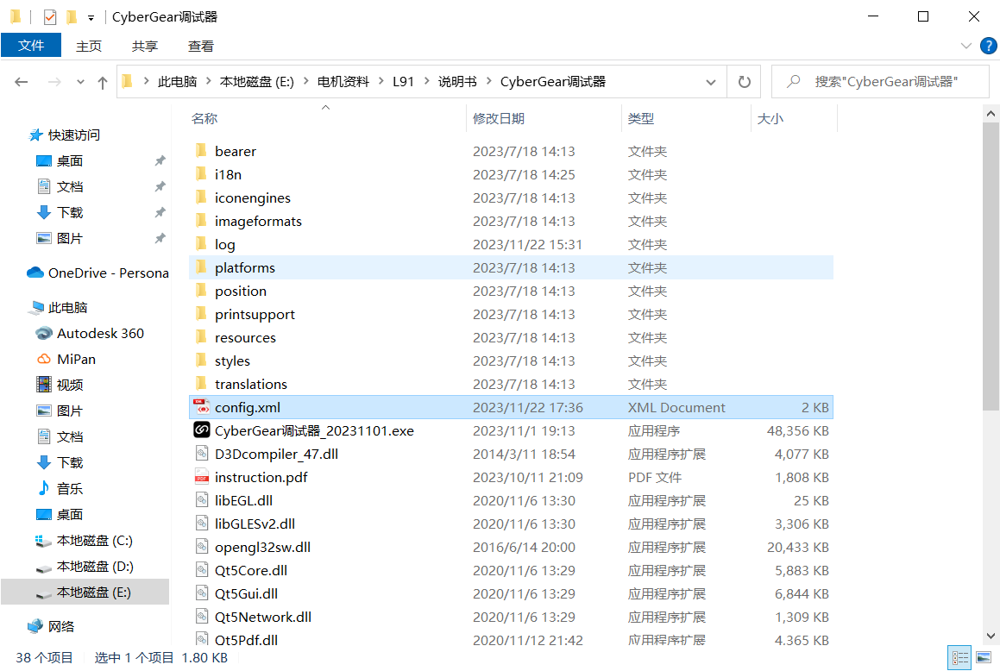 CyberGear调试器
文件 主页 共享 查看
此电脑 本地磁盘 (E:) 电机资料 L91 说明书 CyberGear调试器 搜索"CyberGear调试器"
名称 修改日期 类型 大小
快速访问
桌面
文档
下载
图片
OneDrive - Persona
此电脑
Autodesk 360
MiPan
视频
图片
文档
下载
音乐
桌面
本地磁盘 (C:)
本地磁盘 (D:)
本地磁盘 (E:)
网络
bearer 2023/7/18 14:13 文件夹
i18n 2023/7/18 14:25 文件夹
iconengines 2023/7/18 14:13 文件夹
imageformats 2023/7/18 14:13 文件夹
log 2023/11/22 15:31 文件夹
platforms 2023/7/18 14:13 文件夹
position 2023/7/18 14:13 文件夹
printsupport 2023/7/18 14:13 文件夹
resources 2023/7/18 14:13 文件夹
styles 2023/7/18 14:13 文件夹
translations 2023/7/18 14:13 文件夹
config.xml 2023/11/22 17:36 XML Document 2 KB
CyberGear调试器_20231101.exe 2023/11/1 19:13 应用程序 48,356 KB
D3Dcompiler_47.dll 2014/3/11 18:54 应用程序扩展 4,077 KB
instruction.pdf 2023/10/11 21:09 PDF 文件 1,808 KB
libEGL.dll 2020/11/6 13:30 应用程序扩展 25 KB
libGLESv2.dll 2020/11/6 13:30 应用程序扩展 3,306 KB
opengl32sw.dll 2016/6/14 20:00 应用程序扩展 20,433 KB
Qt5Core.dll 2020/11/6 13:29 应用程序扩展 5,883 KB
Qt5Gui.dll 2020/11/6 13:29 应用程序扩展 6,844 KB
Qt5Network.dll 2020/11/6 13:29 应用程序扩展 1,309 KB
Qt5Pdf.dll 2020/11/12 21:42 应用程序扩展 4,365 KB
38 个项目 选中 1 个项目 1.80 KB